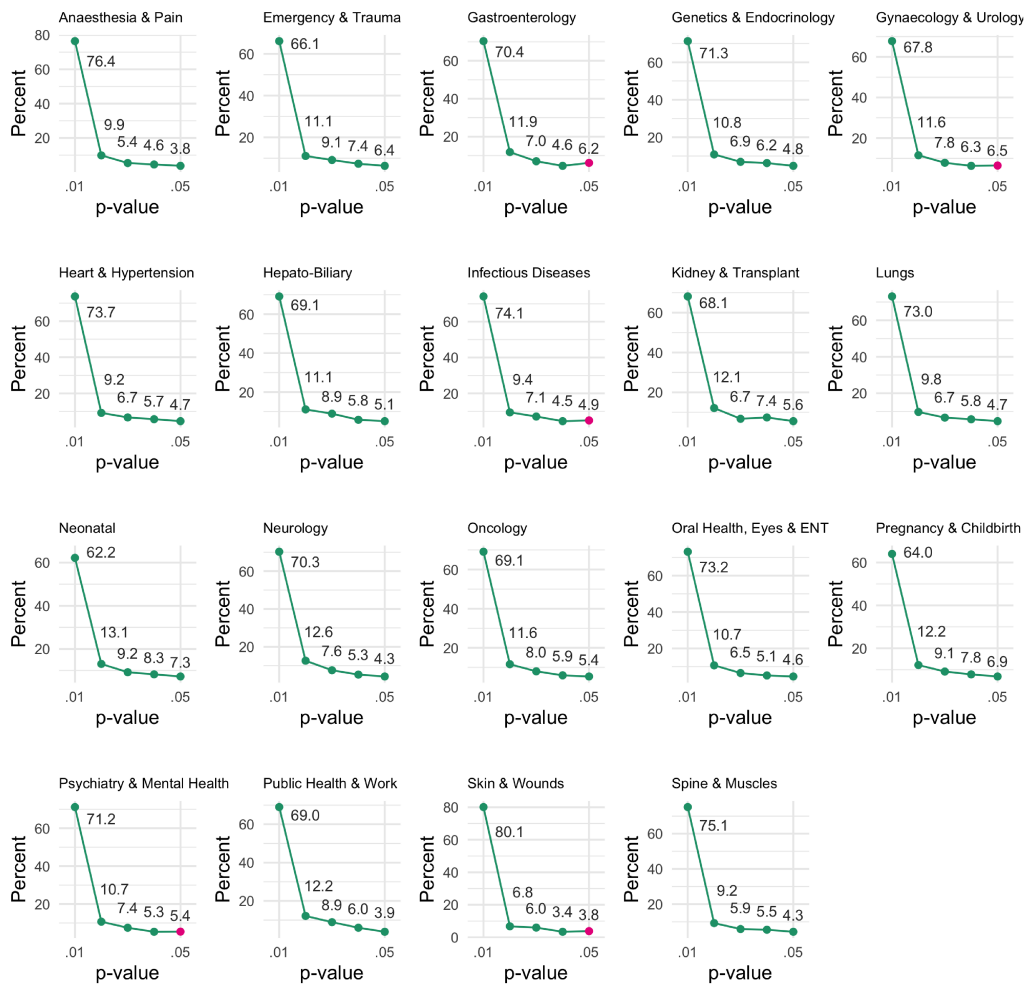 Anaesthesia & Pain
80
60
40
20
Percent
76.4
9.9
5.4 4.6 3.8
.01 .05
p-value
Emergency & Trauma
60
40
20
Percent
66.1
11.1
9.1 7.4 6.4
.01 .05
p-value
Gastroenterology
60
40
20
Percent
70.4
11.9
7.0 4.6 6.2
.01 .05
p-value
Genetics & Endocrinology
60
40
20
Percent
71.3
10.8
6.9 6.2 4.8
.01 .05
p-value
Gynaecology & Urology
60
40
20
Percent
67.8
11.6
7.8 6.3 6.5
.01 .05
p-value
Heart & Hypertension
60
40
20
Percent
73.7
9.2
6.7 5.7 4.7
.01 .05
p-value
Hepato-Biliary
60
40
20
Percent
69.1
11.1
8.9 5.8 5.1
.01 .05
p-value
Infectious Diseases
60
40
20
Percent
74.1
9.4
7.1 4.5 4.9
.01 .05
p-value
Kidney & Transplant
60
40
20
Percent
68.1
12.1
6.7 7.4 5.6
.01 .05
p-value
Lungs
60
40
20
Percent
73.0
9.8
6.7 5.8 4.7
.01 .05
p-value
Neonatal
60
40
20
Percent
62.2
13.1
9.2 8.3 7.3
.01 .05
p-value
Neurology
60
40
20
Percent
70.3
12.6
7.6 5.3 4.3
.01 .05
p-value
Oncology
60
40
20
Percent
69.1
11.6
8.0 5.9 5.4
.01 .05
p-value
Oral Health, Eyes & ENT
60
40
20
Percent
73.2
10.7
6.5 5.1 4.6
.01 .05
p-value
Pregnancy & Childbirth
60
40
20
Percent
64.0
12.2
9.1 7.8 6.9
.01 .05
p-value
Psychiatry & Mental Health
60
40
20
Percent
71.2
10.7
7.4 5.3 5.4
.01 .05
p-value
Public Health & Work
60
40
20
Percent
69.0
12.2
8.9 6.0 3.9
.01 .05
p-value
Skin & Wounds
80
60
40
20
0
Percent
80.1
6.8
6.0 3.4 3.8
.01 .05
p-value
Spine & Muscles
60
40
20
Percent
75.1
9.2
5.9 5.5 4.3
.01 .05
p-value